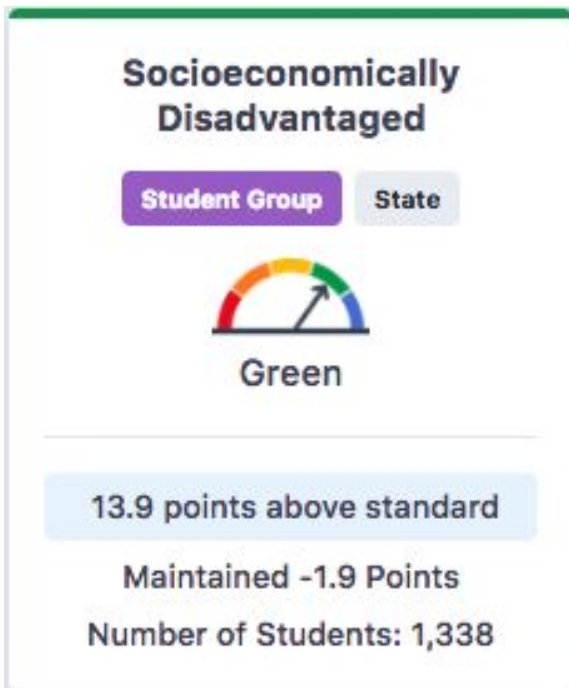 Socioeconomically
Disadvantaged
Student Group State
Green
13.9 points above standard
Maintained -1.9 Points
Number of Students: 1,338